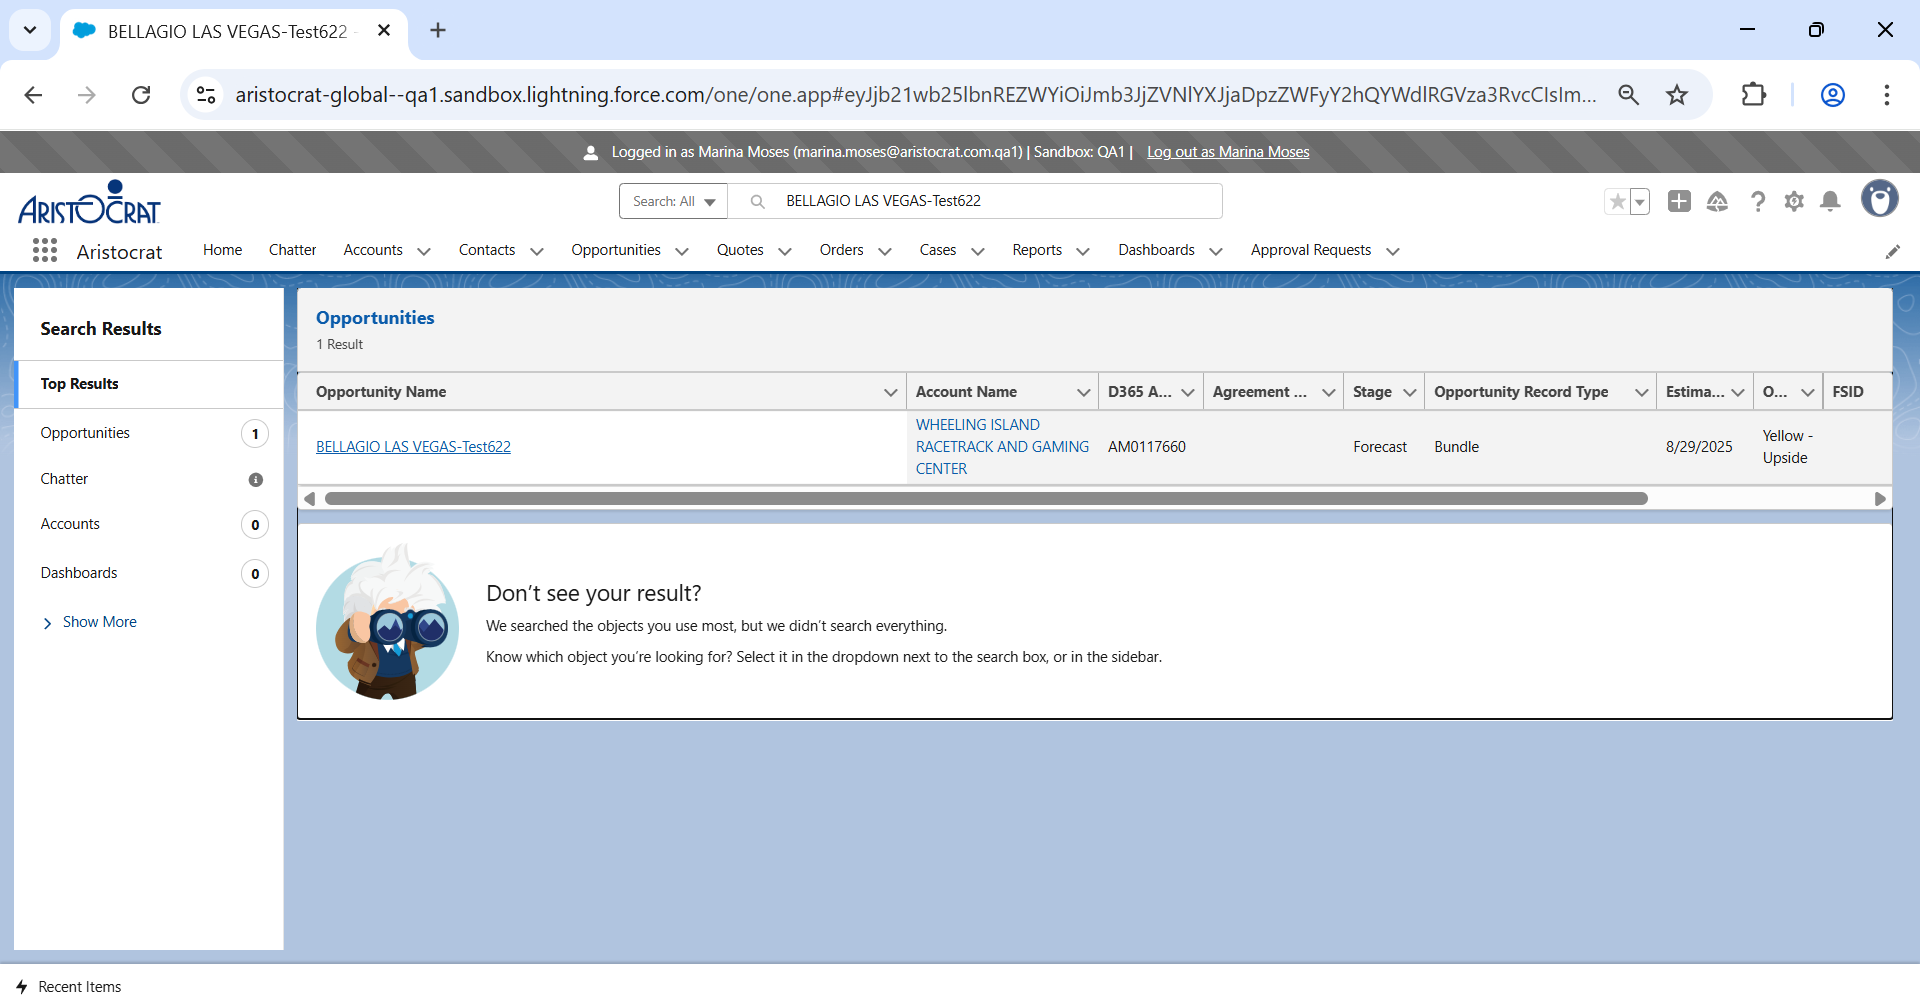 BELLAGIO LAS VEGAS-Test622 -
aristocrat-global--qa1.sandbox.lightning.force.com/one/one.app#eyJjb21wb25lbnREZWYiOiJmb3JjZVNlYXJjaDpzZWFyY2hQYWdlRGVza3RvcCIsIm...
Logged in as Marina Moses (marina.moses@aristocrat.com.qa1) | Sandbox: QA1 | Log out as Marina Moses
ARISTOCRAT
Search: All
BELLAGIO LAS VEGAS-Test622
Aristocrat
Home
Chatter
Accounts
Contacts
Opportunities
Quotes
Orders
Cases
Reports
Dashboards
Approval Requests
Search Results
Top Results
Opportunities 1
Chatter
Accounts 0
Dashboards 0
Show More
Opportunities
1 Result
Opportunity Name Account Name D365 A... Agreement ... Stage Opportunity Record Type Estima... O... FSID
BELLAGIO LAS VEGAS-Test622
WHEELING ISLAND
RACETRACK AND GAMING
CENTER
AM0117660
Forecast
Bundle
8/29/2025
Yellow -
Upside
Don't see your result?
We searched the objects you use most, but we didn't search everything.
Know which object you're looking for? Select it in the dropdown next to the search box, or in the sidebar.
Recent Items